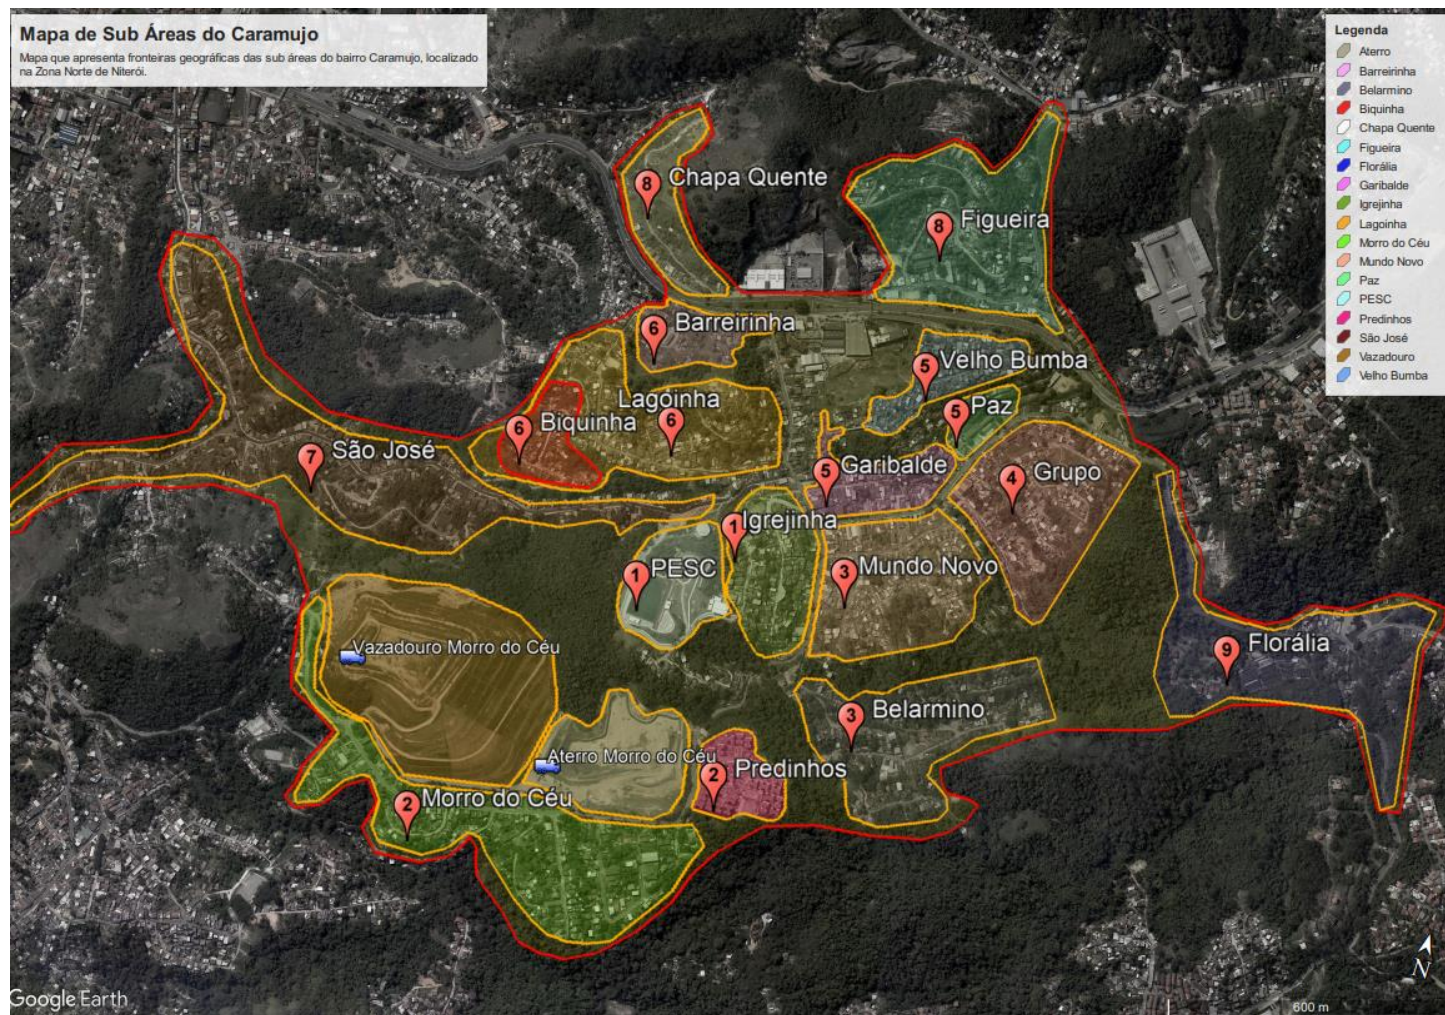 Mapa de Sub Áreas do Caramujo
Mapa que apresenta fronteiras geográficas das sub áreas do bairro Caramujo, localizado
na Zona Norte de Niterói.
Legenda
Aterro
Barreirinha
Belarmino
Biquinha
Chapa Quente
Figueira
Florália
Garibalde
Igrejinha
Lagoinha
Morro do Céu
Mundo Novo
Paz
PESC
Predinhos
São José
Vazadouro
Velho Bumba
8 Chapa Quente
8 Figueira
6 Barreirinha
5 Velho Bumba
Lagoinha
6
5 Paz
6 Biquinha
7 São José
5 Garibalde
4 Grupo
1 Igrejinha
1 PESC
3 Mundo Novo
Vazadouro Morro do Céu
9 Florália
3 Belarmino
Aterro Morro do Céu
2 Predinhos
2 Morro do Céu
N
Google Earth
600 m